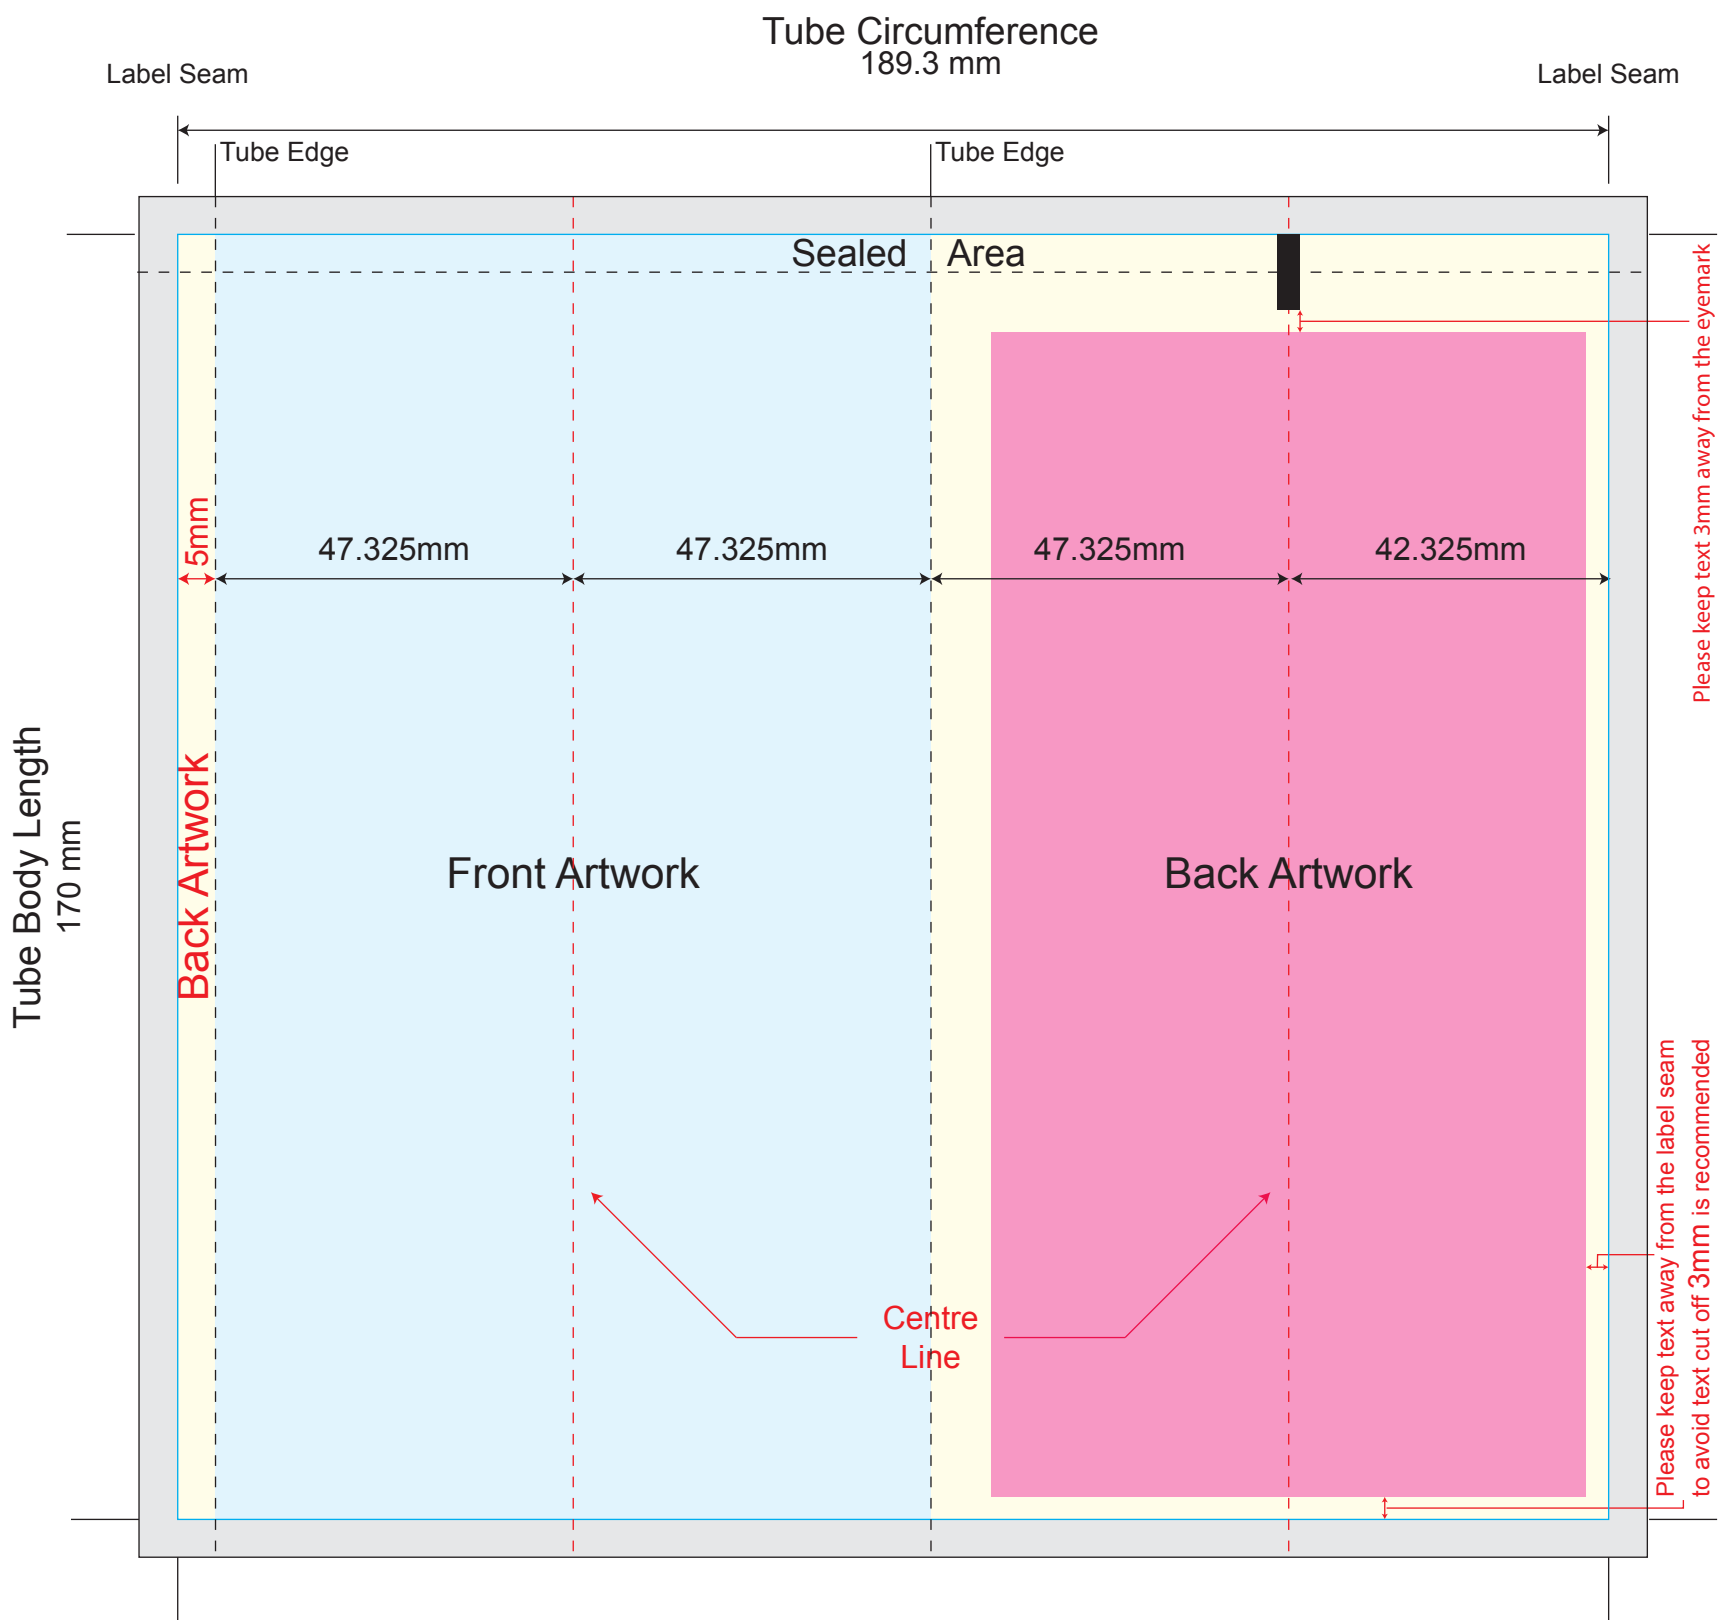 Tube Circumference
189.3 mm
Label Seam
Label Seam
Tube Edge
Tube Edge
Sealed Area
Please keep text 3mm away from the eyemark
5mm
47.325mm
47.325mm
47.325mm
42.325mm
Tube Body Length
170 mm
Back Artwork
Front Artwork
Back Artwork
Centre
Line
Please keep text away from the label seam
to avoid text cut off 3mm is recommended